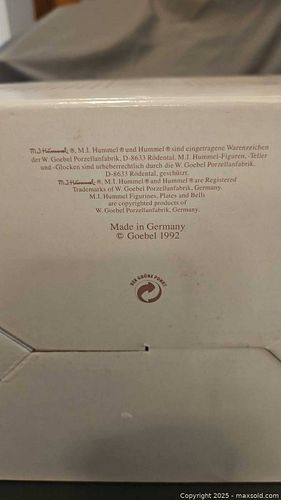 M.J.Hummel ®, M.I. Hummel ® und Hummel ® sind eingetragene Warenzeichen
der W. Goebel Porzellanfabrik, D-8633 Rödental. M.I. Hummel-Figuren, -Teller
und -Glocken sind urheberrechtlich durch die W. Goebel Porzellanfabrik,
D-8633 Rödental, geschützt.
M.J.Hummel ®, M.I. Hummel ® and Hummel ® are Registered
Trademarks of W. Goebel Porzellanfabrik, Germany.
M.I. Hummel Figurines, Plates and Bells
are copyrighted products of
W. Goebel Porzellanfabrik, Germany.
Made in Germany
© Goebel 1992
DER GRÜNE PUNKT
Copyright 2025 - maxsold.com